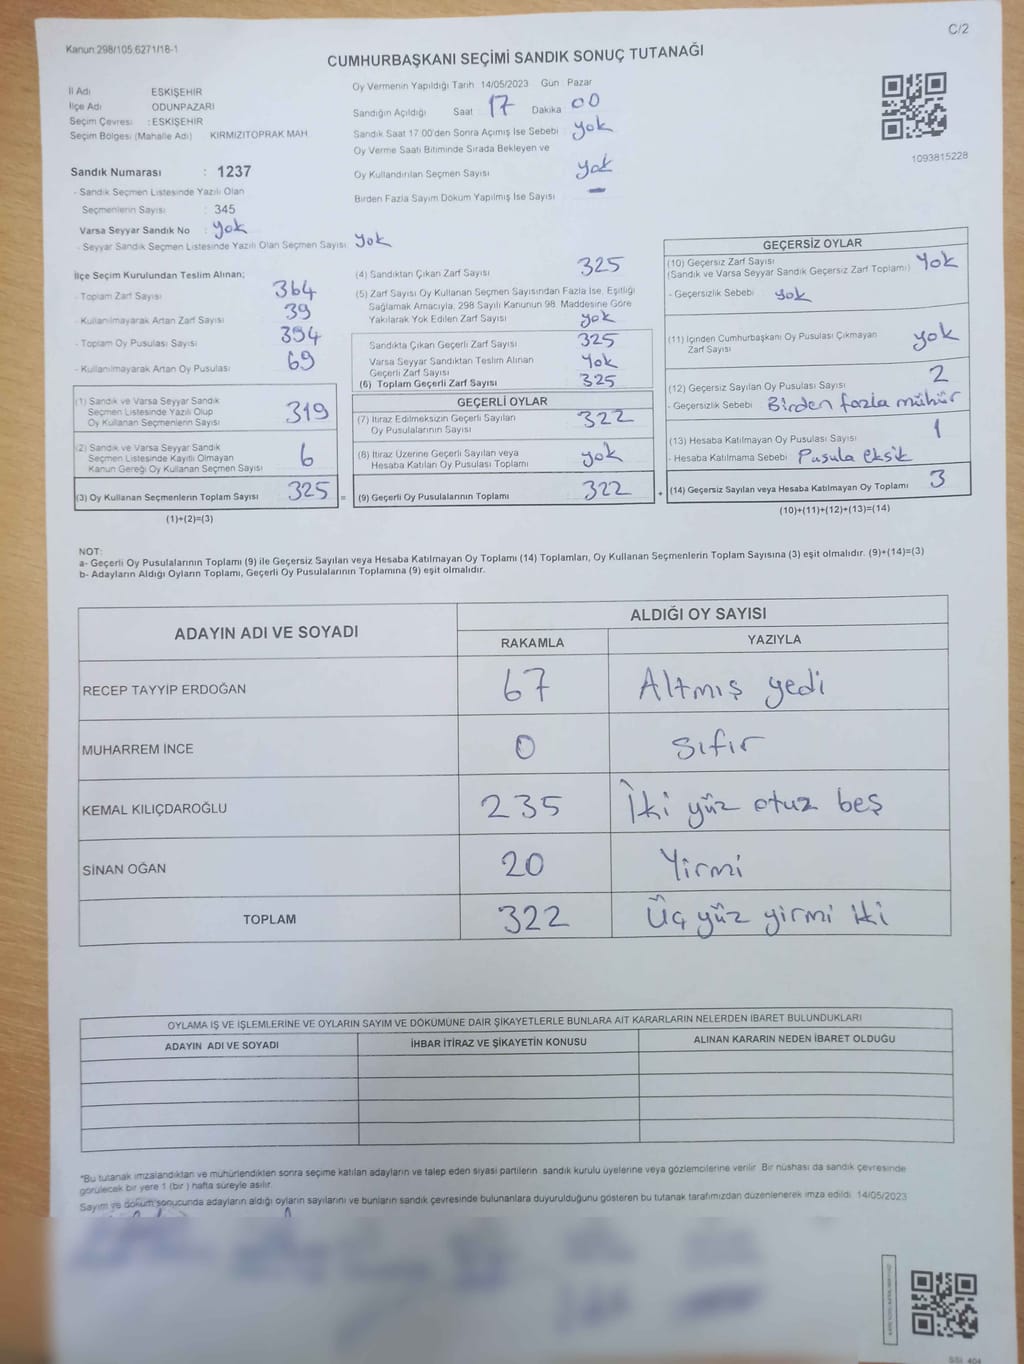 Kanun 298/105,6271/18-1
C/2
CUMHURBAŞKANI SEÇİMİ SANDIK SONUÇ TUTANAĞI
İl Adı ESKİŞEHİR
İlçe Adı ODUNPAZARI
Seçim Çevresi : ESKİŞEHİR
Seçim Bölgesi (Mahalle Adı) KIRMIZITOPRAK MAH
Sandık Numarası : 1237
- Sandık Seçmen Listesinde Yazılı Olan
Seçmenlerin Sayısı : 345
Varsa Seyyar Sandık No : yok
- Seyyar Sandık Seçmen Listesinde Yazılı Olan Seçmen Sayısı yok
Oy Vermenin Yapıldığı Tarih 14/05/2023 Gün Pazar
Sandığın Açıldığı Saat 17 Dakika 00
Sandık Saat 17:00'den Sonra Açımış İse Sebebi yok
Oy Verme Saati Bitiminde Sırada Bekleyen ve
Oy Kullandırılan Seçmen Sayısı yok
Birden Fazla Sayım Döküm Yapılmış İse Sayısı –
1093815228
İlçe Seçim Kurulundan Teslim Alınan;
- Toplam Zarf Sayısı 364
- Kullanılmayarak Artan Zarf Sayısı 39
- Toplam Oy Pusulası Sayısı 394
- Kullanılmayarak Artan Oy Pusulası 69
(1) Sandık ve Varsa Seyyar Sandık
Seçmen Listesinde Yazılı Olup
Oy Kullanan Seçmenlerin Sayısı 319
(2) Sandık ve Varsa Seyyar Sandık
Seçmen Listesinde Kayıtlı Olmayan
Kanun Gereği Oy Kullanan Seçmen Sayısı 6
(3) Oy Kullanan Seçmenlerin Toplam Sayısı 325 =
(1)+(2)=(3)
(4) Sandıktan Çıkan Zarf Sayısı 325
(5) Zarf Sayısı Oy Kullanan Seçmen Sayısından Fazla İse, Eşitliği
Sağlamak Amacıyla, 298 Sayılı Kanunun 98. Maddesine Göre
Yakılarak Yok Edilen Zarf Sayısı yok
Sandıkta Çıkan Geçerli Zarf Sayısı 325
Varsa Seyyar Sandıktan Teslim Alınan
Geçerli Zarf Sayısı Yok
(6) Toplam Geçerli Zarf Sayısı 325
GEÇERLİ OYLAR
(7) İtiraz Edilmeksizin Geçerli Sayılan
Oy Pusulalarının Sayısı 322
(8) İtiraz Üzerine Geçerli Sayılan veya
Hesaba Katılan Oy Pusulası Toplamı yok
(9) Geçerli Oy Pusulalarının Toplamı 322 +
GEÇERSİZ OYLAR
(10) Geçersiz Zarf Sayısı
(Sandık ve Varsa Seyyar Sandık Geçersiz Zarf Toplamı) Yok
- Geçersizlik Sebebi yok
(11) İçinden Cumhurbaşkanı Oy Pusulası Çıkmayan
Zarf Sayısı yok
(12) Geçersiz Sayılan Oy Pusulası Sayısı 2
- Geçersizlik Sebebi Birden fazla mühür
(13) Hesaba Katılmayan Oy Pusulası Sayısı 1
- Hesaba Katılmama Sebebi Pusula Eksik
(14) Geçersiz Sayılan veya Hesaba Katılmayan Oy Toplamı 3
(10)+(11)+(12)+(13)=(14)
NOT:
a- Geçerli Oy Pusulalarının Toplamı (9) ile Geçersiz Sayılan veya Hesaba Katılmayan Oy Toplamı (14) Toplamları, Oy Kullanan Seçmenlerin Toplam Sayısına (3) eşit olmalıdır. (9)+(14)=(3)
b- Adayların Aldığı Oyların Toplamı, Geçerli Oy Pusulalarının Toplamına (9) eşit olmalıdır.
ADAYIN ADI VE SOYADI
ALDIĞI OY SAYISI
RAKAMLA YAZIYLA
RECEP TAYYİP ERDOĞAN 67 Altmış yedi
MUHARREM İNCE 0 sıfır
KEMAL KILIÇDAROĞLU 235 İki yüz otuz beş
SİNAN OĞAN 20 Yirmi
TOPLAM 322 Üç yüz yirmi iki
OYLAMA İŞ VE İŞLEMLERİNE VE OYLARIN SAYIM VE DÖKÜMÜNE DAİR ŞİKAYETLERLE BUNLARA AİT KARARLARIN NELERDEN İBARET BULUNDUKLARI
ADAYIN ADI VE SOYADI İHBAR İTİRAZ VE ŞİKAYETİN KONUSU ALINAN KARARIN NEDEN İBARET OLDUĞU
*Bu tutanak imzalandıktan ve mühürlendikten sonra seçime katılan adayların ve talep eden siyasi partilerin sandık kurulu üyelerine veya gözlemcilerine verilir. Bir nüshası da sandık çevresinde
görülecek bir yere 1 (bir) hafta süreyle asılır.
Sayım ve döküm sonucunda adayların aldığı oyların sayılarını ve bunların sandık çevresinde bulunanlara duyurulduğunu gösteren bu tutanak tarafımızdan düzenlenerek imza edildi. 14/05/2023